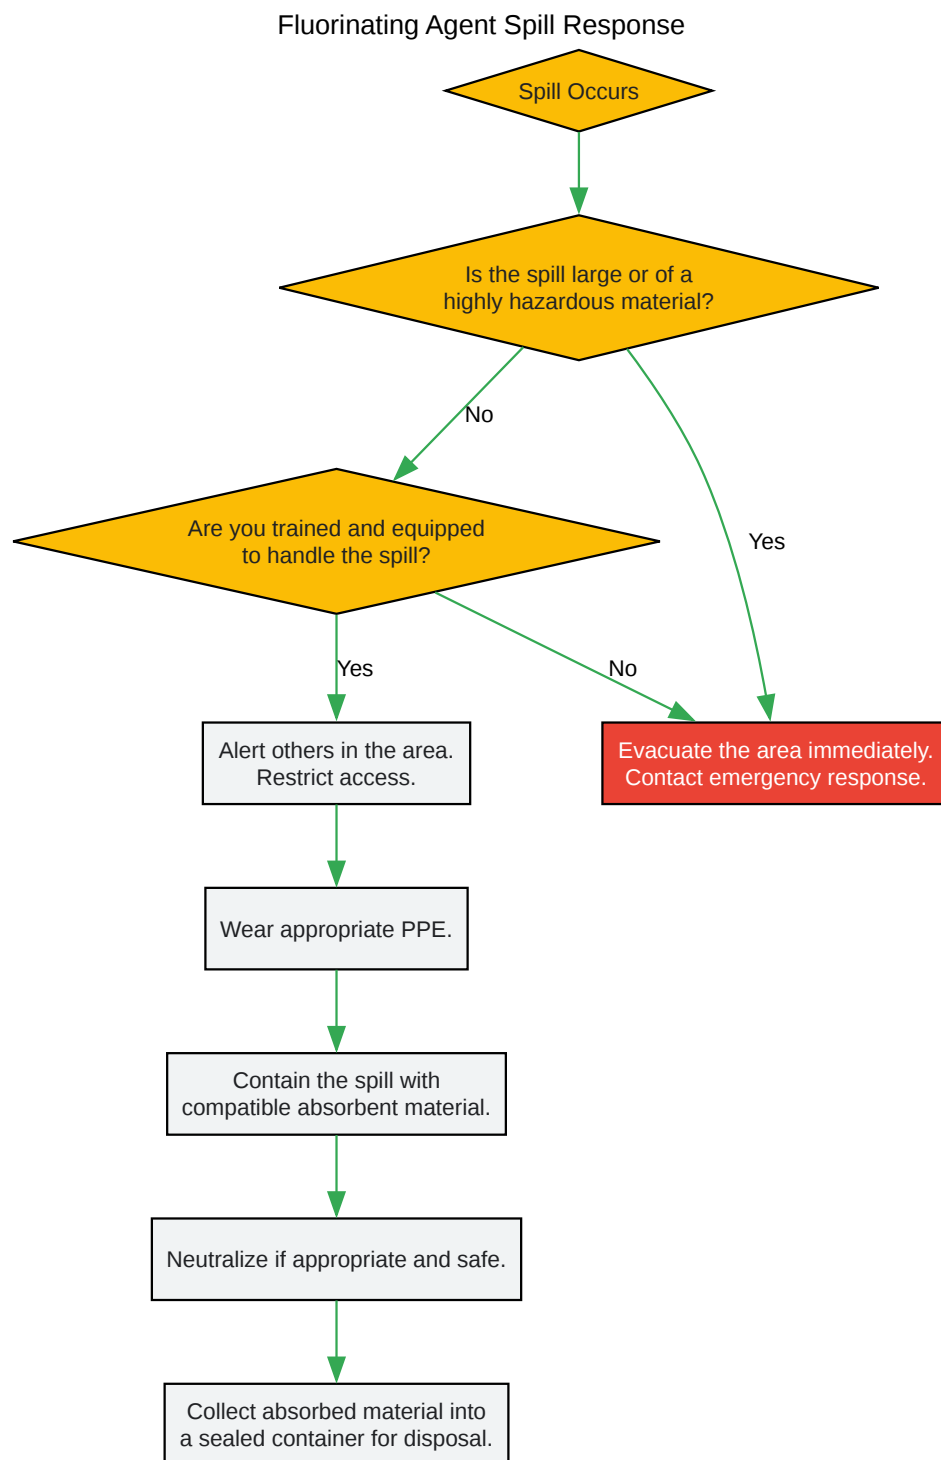 Fluorinating Agent Spill Response
Spill Occurs
Is the spill large or of a
highly hazardous material?
No
Yes
Are you trained and equipped
to handle the spill?
Yes
No
Alert others in the area.
Restrict access.
Evacuate the area immediately.
Contact emergency response.
Wear appropriate PPE.
Contain the spill with
compatible absorbent material.
Neutralize if appropriate and safe.
Collect absorbed material into
a sealed container for disposal.